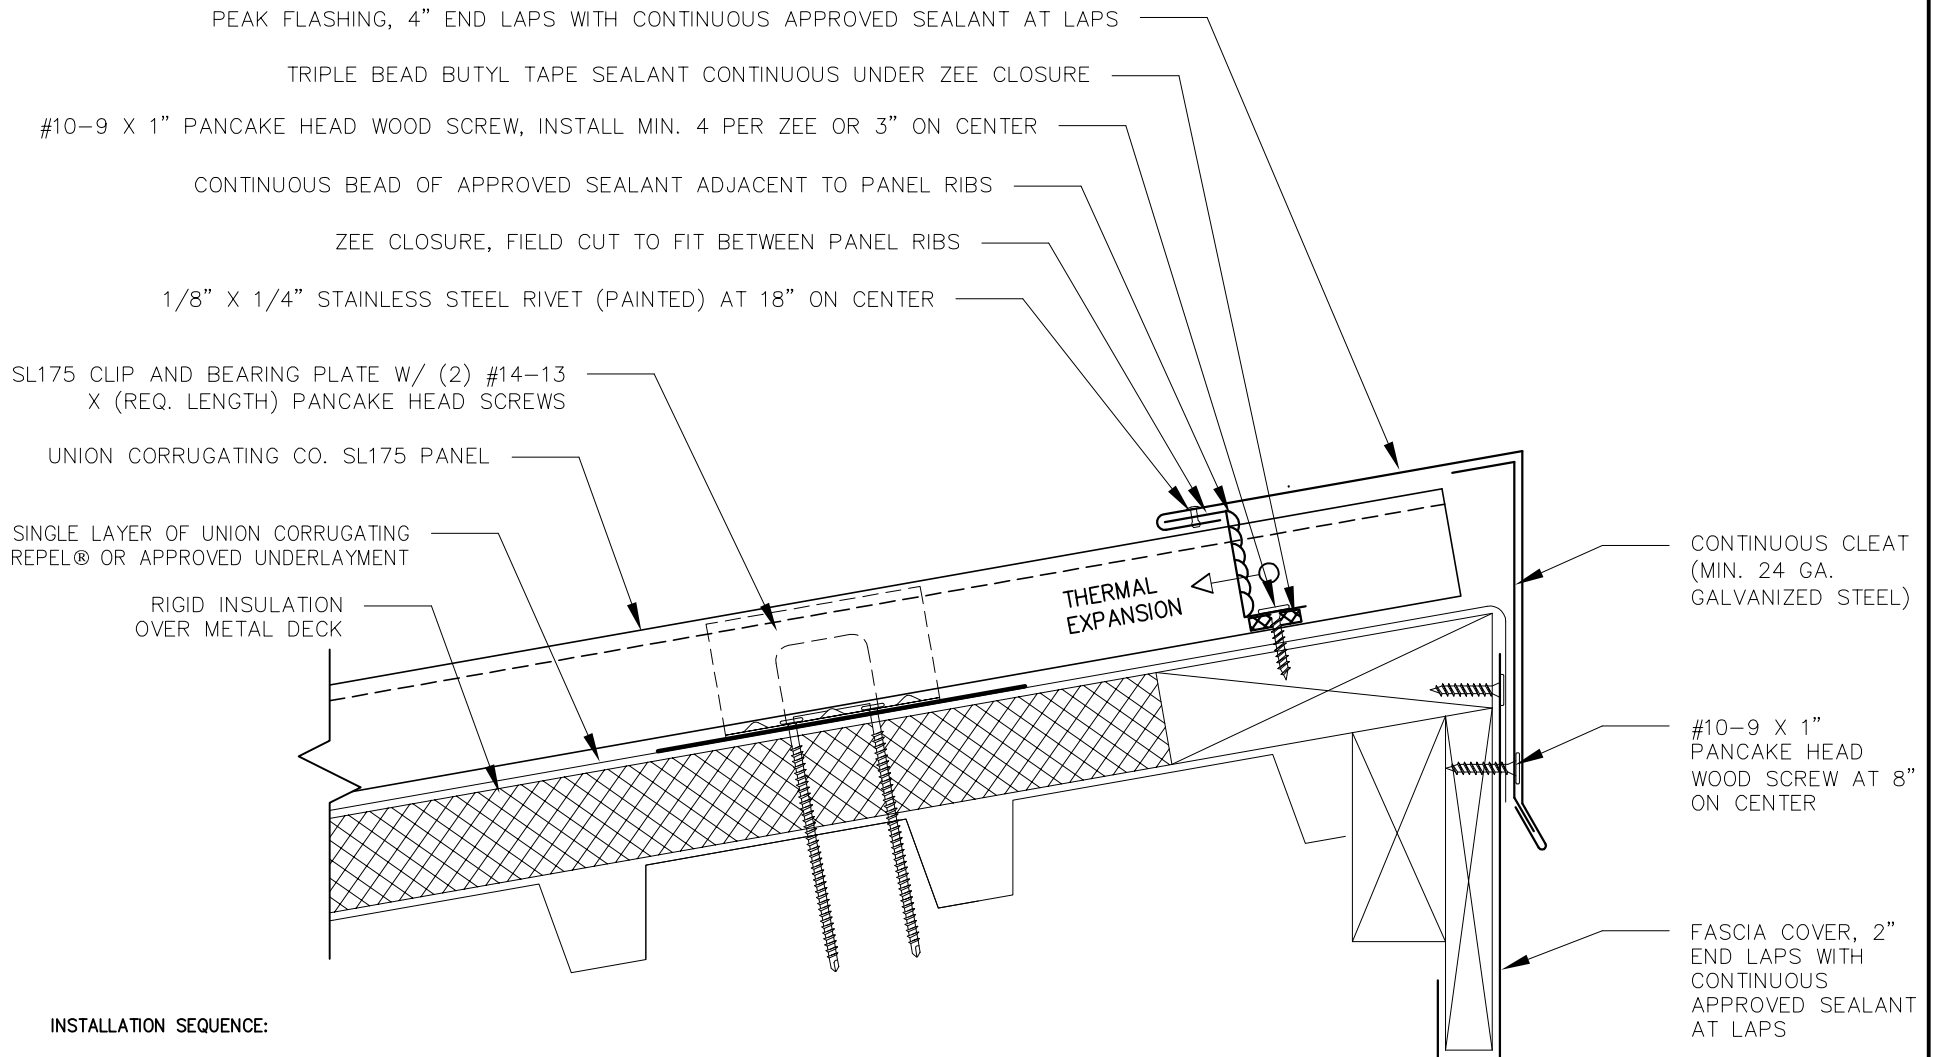 PEAK FLASHING, 4” END LAPS WITH CONTINUOUS APPROVED SEALANT AT LAPS
TRIPLE BEAD BUTYL TAPE SEALANT CONTINUOUS UNDER ZEE CLOSURE
#10-9 X 1” PANCAKE HEAD WOOD SCREW, INSTALL MIN. 4 PER ZEE OR 3” ON CENTER
CONTINUOUS BEAD OF APPROVED SEALANT ADJACENT TO PANEL RIBS
ZEE CLOSURE, FIELD CUT TO FIT BETWEEN PANEL RIBS
1/8” X 1/4” STAINLESS STEEL RIVET (PAINTED) AT 18” ON CENTER
SL175 CLIP AND BEARING PLATE W/ (2) #14-13
X (REQ. LENGTH) PANCAKE HEAD SCREWS
UNION CORRUGATING CO. SL175 PANEL
SINGLE LAYER OF UNION CORRUGATING
REPEL® OR APPROVED UNDERLAYMENT
RIGID INSULATION
OVER METAL DECK
THERMAL
EXPANSION
CONTINUOUS CLEAT
(MIN. 24 GA.
GALVANIZED STEEL)
#10-9 X 1”
PANCAKE HEAD
WOOD SCREW AT 8”
ON CENTER
FASCIA COVER, 2”
END LAPS WITH
CONTINUOUS
APPROVED SEALANT
AT LAPS
INSTALLATION SEQUENCE: